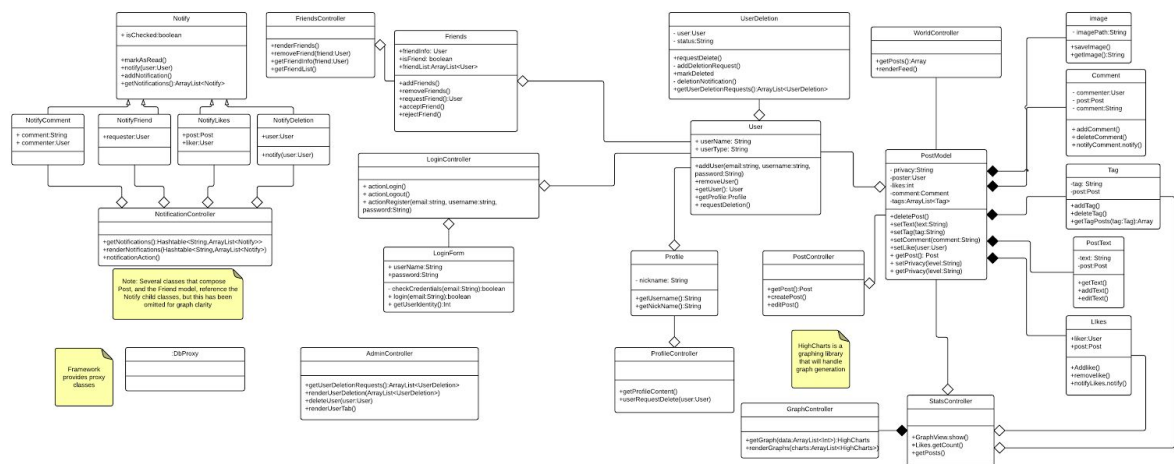 Notify
+ isChecked:boolean
+markAsRead()
+notify(user:User)
+addNotification()
+getNotifications():ArrayList<Notify>
NotifyComment
+ comment:String
+ commenter:User
NotifyFriend
+requester:User
NotifyLikes
+ post:Post
+ liker:User
NotifyDeletion
+user:User
+notify(user:User)
NotificationController
+getNotifications():Hashtable<String,ArrayList<Notify>>
+renderNotifications(Hashtable<String,ArrayList<Notify>)
+notificationAction()
Note: Several classes that compose
Post, and the Friend model, reference the
Notify child classes, but this has been
omitted for graph clarity
Framework
provides proxy
classes
:DbProxy
FriendsController
+renderFriends()
+removeFriend(friend:User)
+getFriendInfo(friend:User)
+getFriendList()
Friends
+friendInfo: User
+isFriend: boolean
+friendList:ArrayList<User>
+addFriends()
+removeFriends()
+requestFriend():User
+acceptFriend()
+rejectFriend()
LoginController
+ actionLogin()
+ actionLogout()
+ actionRegister(email:string, username:string,
password:String)
LoginForm
+ userName:String
+password:String
- checkCredentials(email:String):boolean
+ login(email:String):boolean
+ getUserIdentity():Int
AdminController
+getUserDeletionRequests():ArrayList<UserDeletion>
+renderUserDeletion(ArrayList<UserDeletion>)
+deleteUser(user:User)
+renderUserTab()
UserDeletion
- user:User
- status:String
+requestDelete()
- addDeletionRequest()
+markDeleted
- deletionNotification()
+getUserDeletionRequests():ArrayList<UserDeletion>
User
+ userName: String
+ userType: String
+addUser(email:string, username:string,
password:String)
+removeUser()
+getUser(): User
+getProfile:Profile
+ requestDeletion()
Profile
- nickname: String
+getUsername():String
+getNickName():String
ProfileController
+getProfileContent()
+userRequestDelete(user:User)
WorldController
+getPosts():Array
+renderFeed()
PostModel
- privacy:String
- poster:User
-likes:int
-comment:Comment
-tags:ArrayList<Tag>
+deletePost()
+setText(text:String)
+setTag(tag:String)
+setComment(comment:String)
+setLike(user:User)
+ getPost(): Post
+ setPrivacy(level:String)
+ getPrivacy(level:String)
PostController
+getPost():Post
+createPost()
+editPost()
HighCharts is a
graphing library
that will handle
graph generation
GraphController
+getGraph(data:ArrayList<Int>):HighCharts
+renderGraphs(charts:ArrayList<HighCharts>)
StatsController
+GraphView.show()
+Likes.getCount()
+getPosts()
image
- imagePath:String
+saveImage()
+getImage():String
Comment
- commenter:User
- post:Post
- comment:String
+ addComment()
+ deleteComment()
+notifyComment.notify()
Tag
-tag: String
-post:Post
+addTag()
+deleteTag()
+getTagPosts(tag:Tag):Array
PostText
-text: String
-post:Post
+getText()
+addText()
+editText()
Likes
+liker:User
+post:Post
+Addlike()
+removelike()
+notifyLikes.notify()